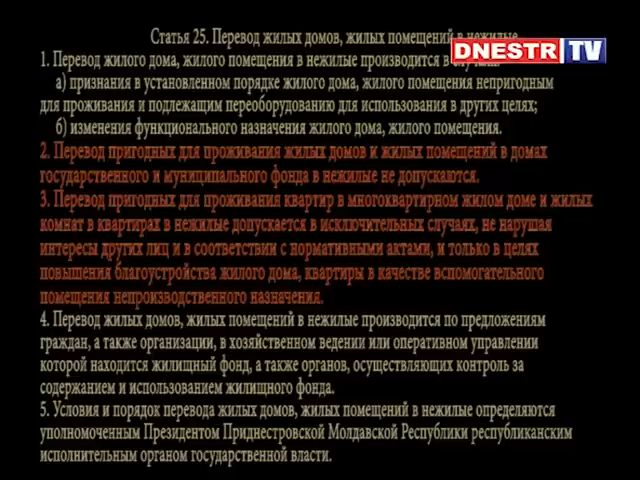 Статья 25. Перевод жилых домов, жилых помещений в нежилые
DNESTR TV
1. Перевод жилого дома, жилого помещения в нежилые производится в
а) признания в установленном порядке жилого дома, жилого помещения непригодным
для проживания и подлежащим переоборудованию для использования в других целях;
б) изменения функционального назначения жилого дома, жилого помещения.
2. Перевод пригодных для проживания жилых домов и жилых помещений в домах
государственного и муниципального фонда в нежилые не допускаются.
3. Перевод пригодных для проживания квартир в многоквартирном жилом доме и жилых
комнат в квартирах в нежилые допускается в исключительных случаях, не нарушая
интересы других лиц и в соответствии с нормативными актами, и только в целях
повышения благоустройства жилого дома, квартиры в качестве вспомогательного
помещения непроизводственного назначения.
4. Перевод жилых домов, жилых помещений в нежилые производится по предложениям
граждан, а также организации, в хозяйственном ведении или оперативном управлении
которой находится жилищный фонд, а также органов, осуществляющих контроль за
содержанием и использованием жилищного фонда.
5. Условия и порядок перевода жилых домов, жилых помещений в нежилые определяются
уполномоченным Президентом Приднестровской Молдавской Республики республиканским
исполнительным органом государственной власти.